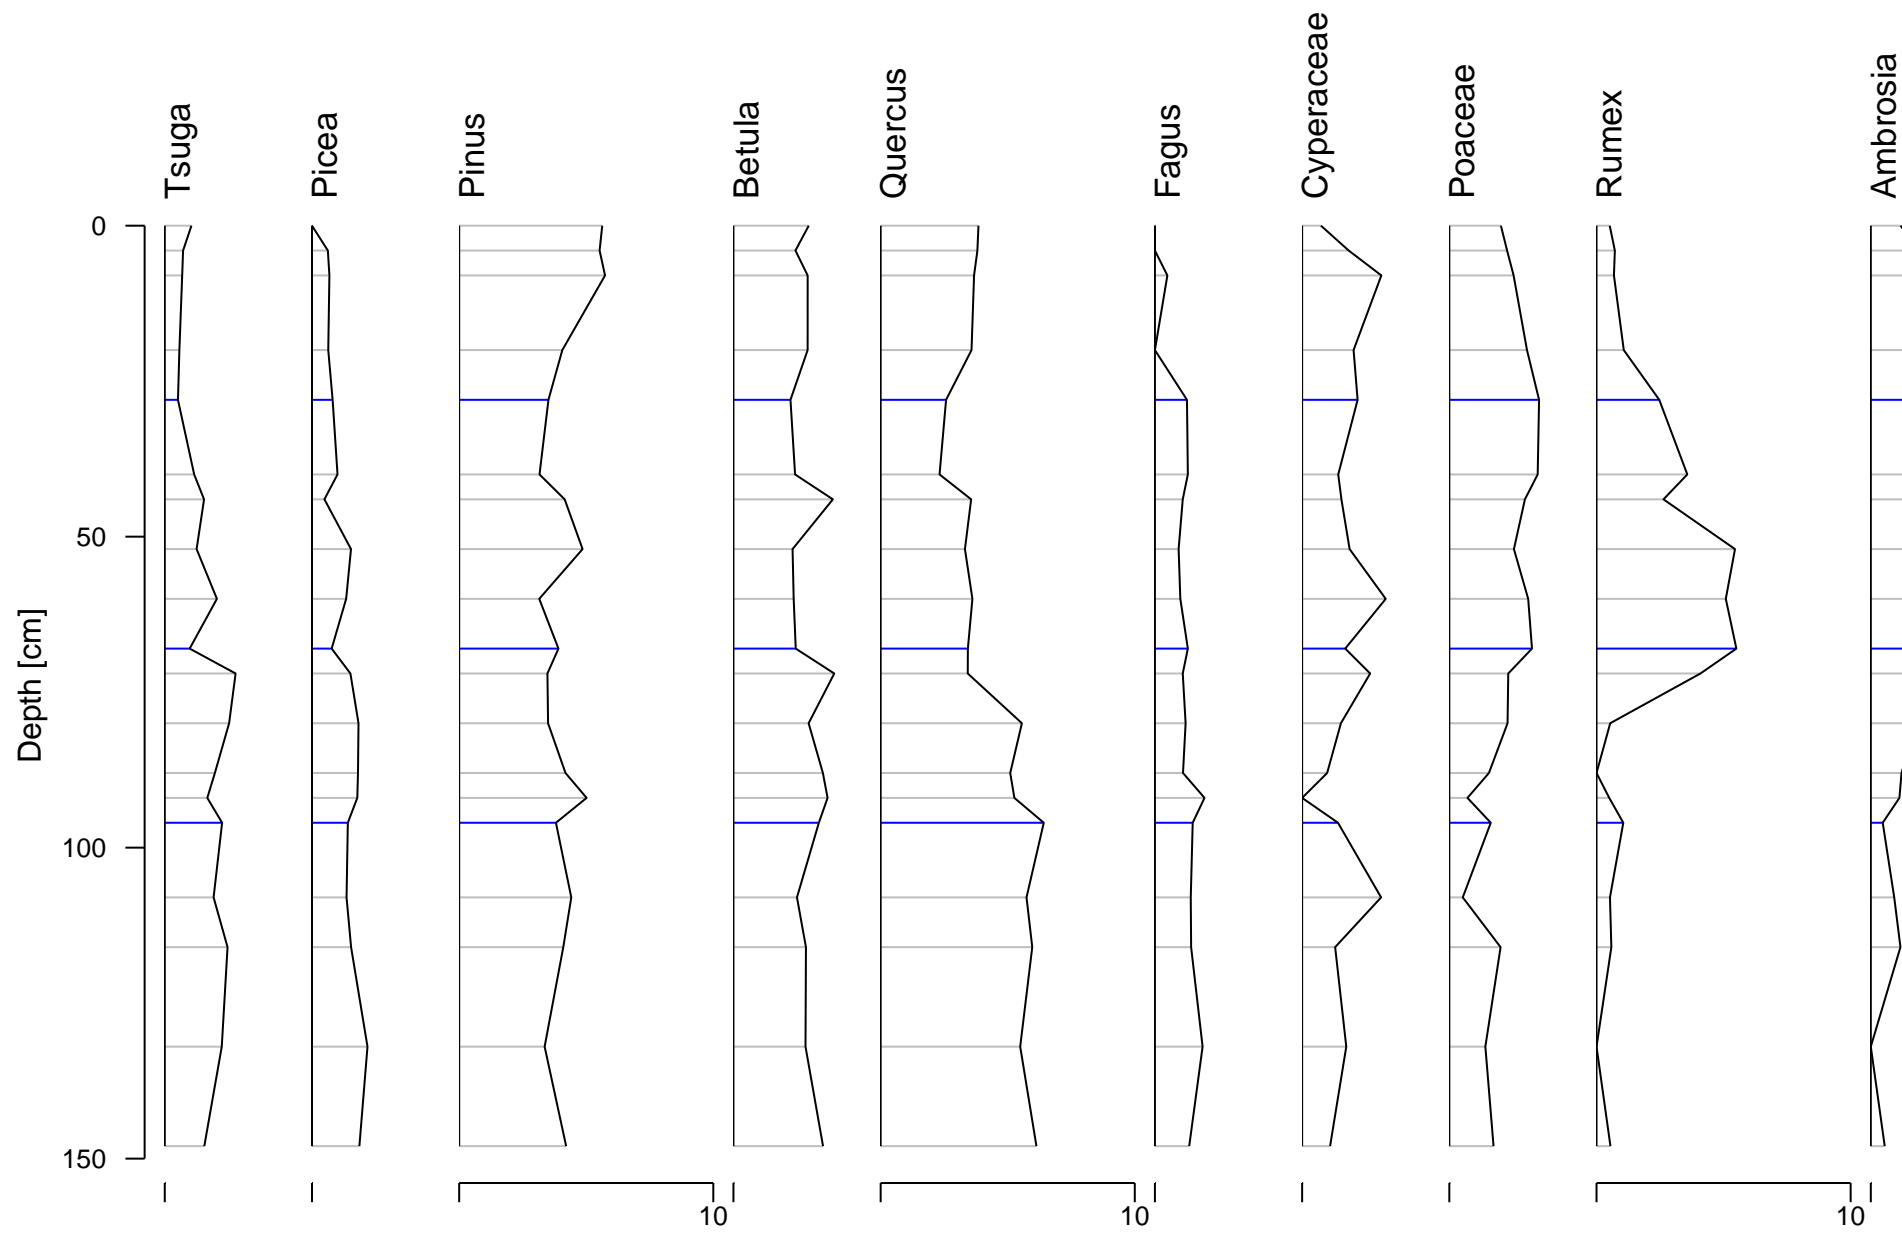 Tsuga
Picea
Pinus
Betula
Quercus
Fagus
Cyperaceae
Poaceae
Rumex
Ambrosia
Depth [cm]
0
50
100
150
10
10
10